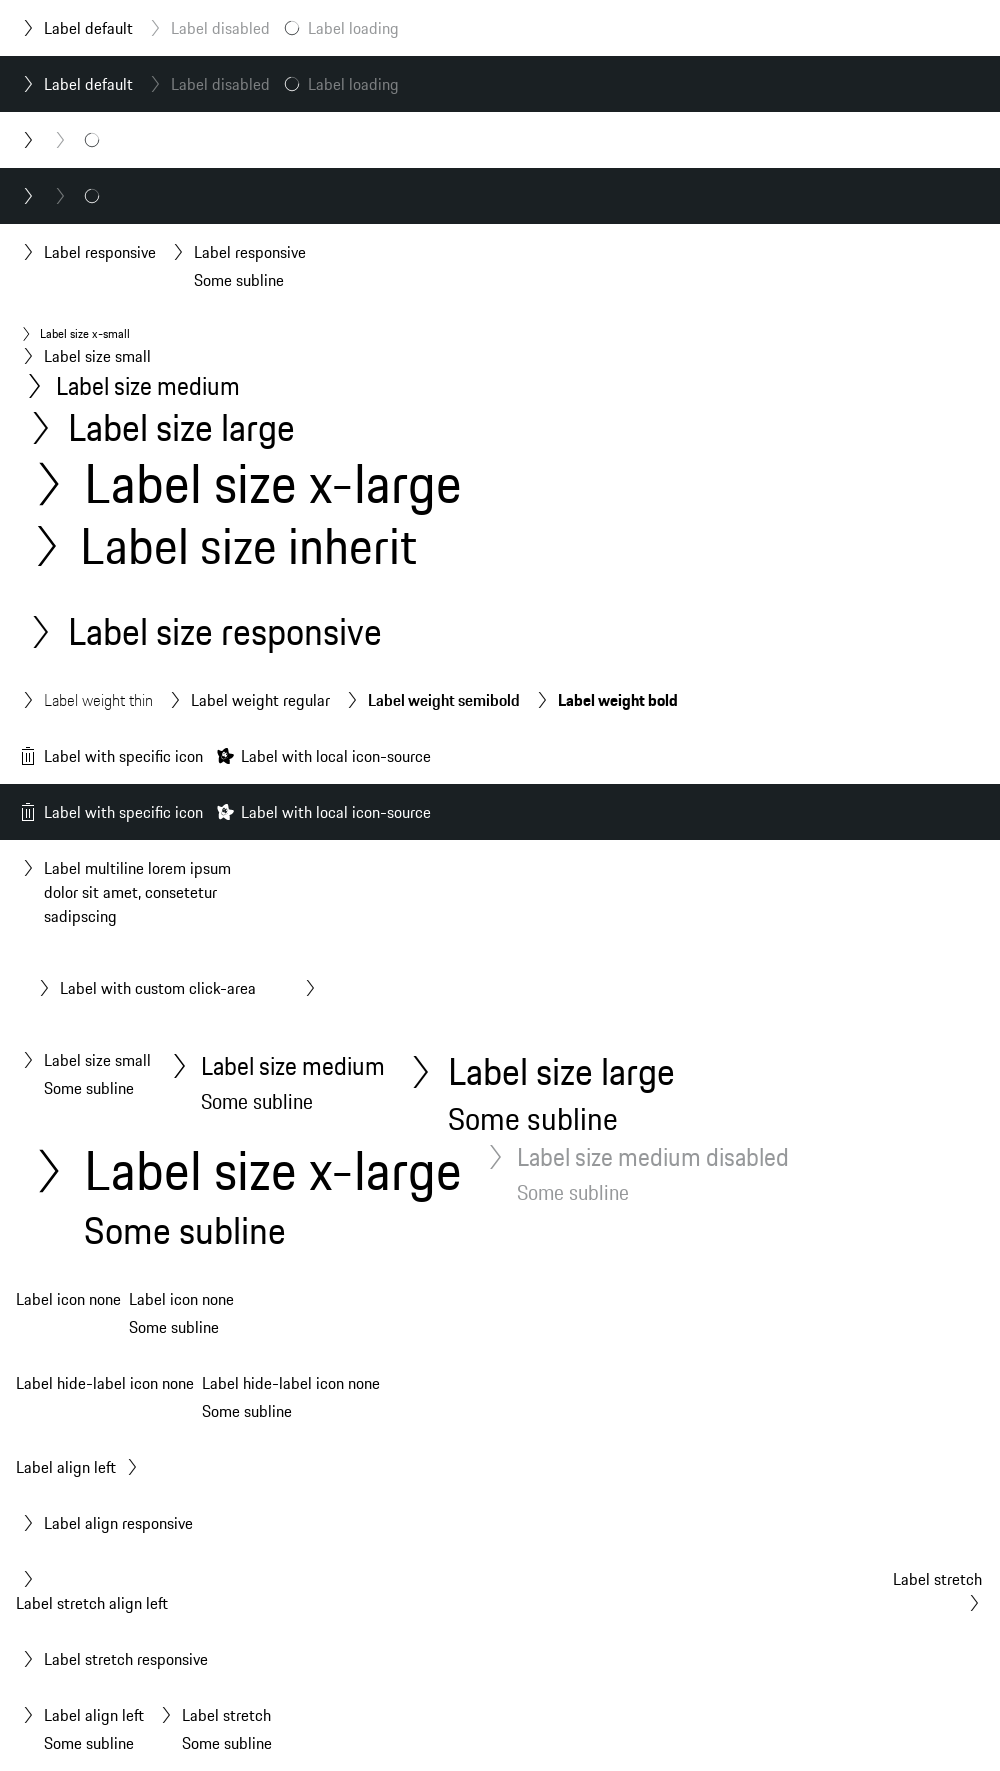 Label default Label disabled Label loading
Label default Label disabled Label loading
Label responsive Label responsive
Some subline
Label size x-small
Label size small
Label size medium
Label size large
Label size x-large
Label size inherit
Label size responsive
Label weight thin Label weight regular Label weight semibold Label weight bold
Label with specific icon Label with local icon-source
Label with specific icon Label with local icon-source
Label multiline lorem ipsum
dolor sit amet, consetetur
sadipscing
Label with custom click-area
Label size small Label size medium Label size large
Some subline Some subline Some subline
Label size x-large Label size medium disabled
Some subline Some subline
Label icon none Label icon none
Some subline
Label hide-label icon none Label hide-label icon none
Some subline
Label align left
Label align responsive
Label stretch
Label stretch align left
Label stretch responsive
Label align left Label stretch
Some subline Some subline